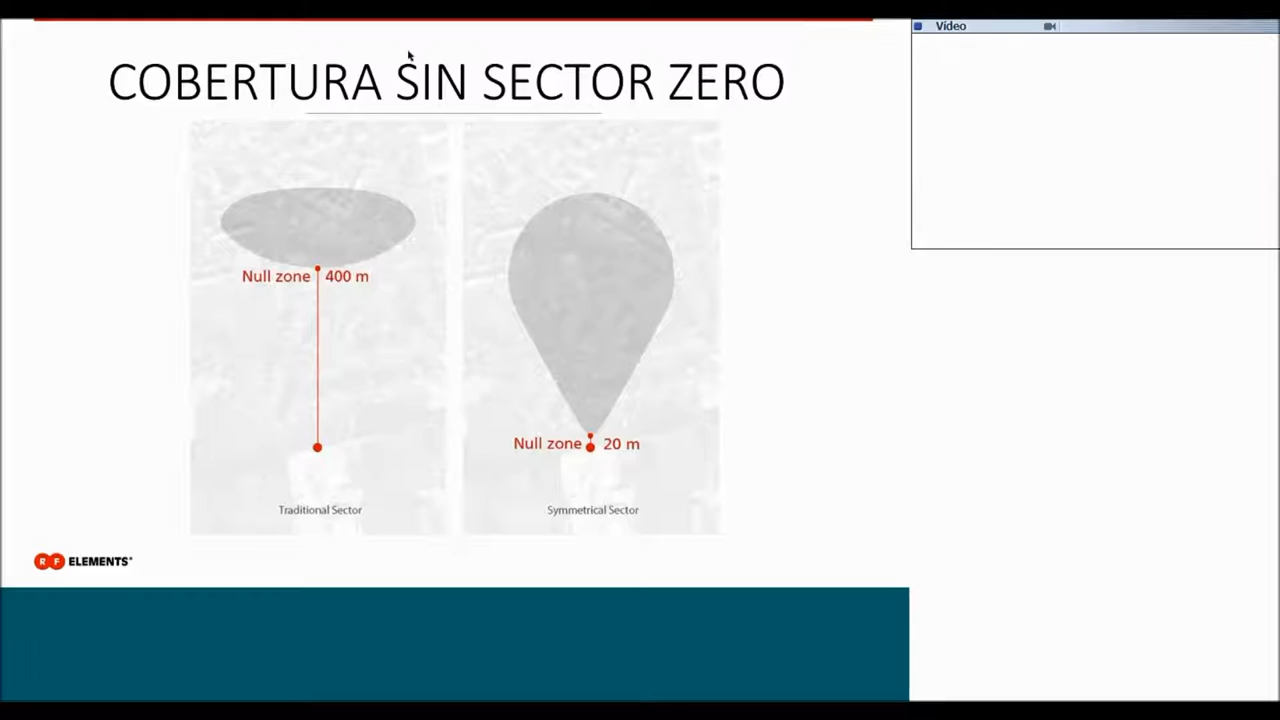 Vídeo
COBERTURA SIN SECTOR ZERO
Null zone 400 m
Null zone 20 m
Traditional Sector
Symmetrical Sector
RF ELEMENTS